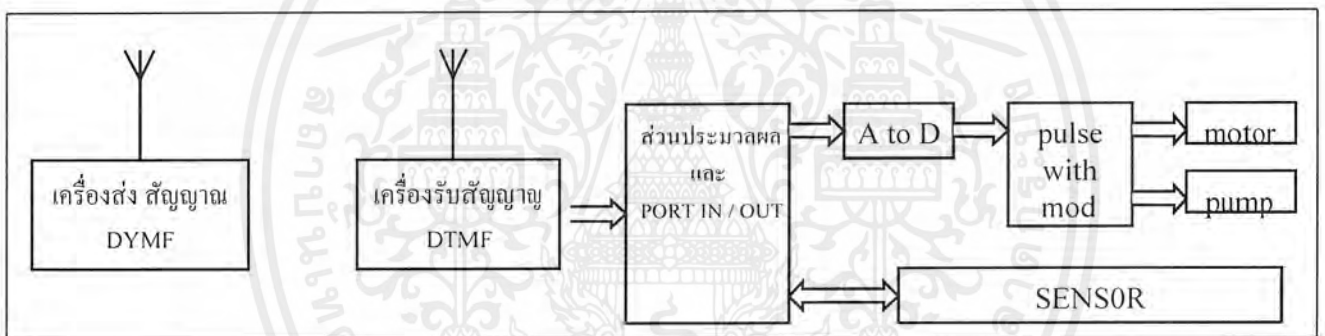 เครื่องส่ง สัญญาณ
DYMF
เครื่องรับสัญญาญ
DTMF
ส่วนประมวลผล
และ
PORT IN / OUT
A to D
pulse
with
mod
motor
pump
SENS0R